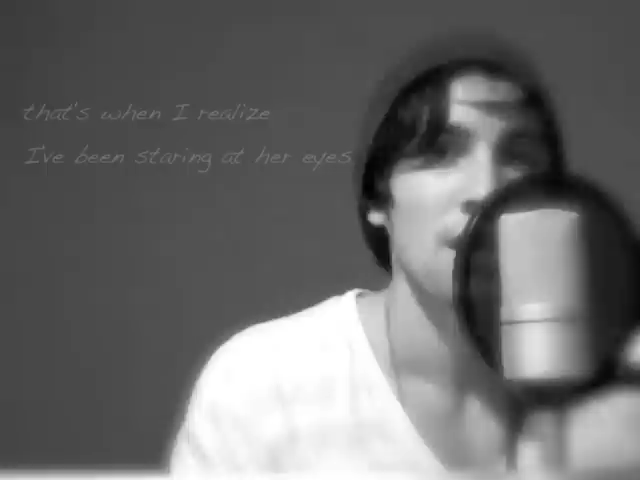 that's when I realize
I've been staring at her eyes